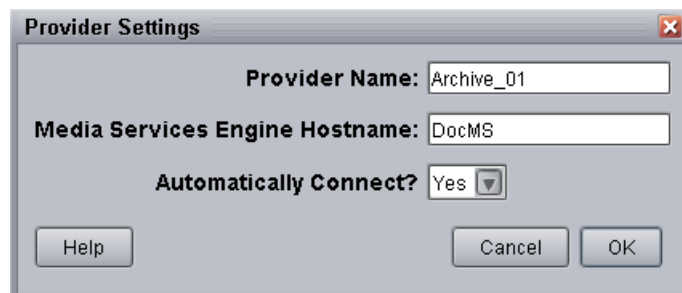 Provider Settings
Provider Name: Archive_01
Media Services Engine Hostname: DocMS
Automatically Connect? Yes
Help Cancel OK